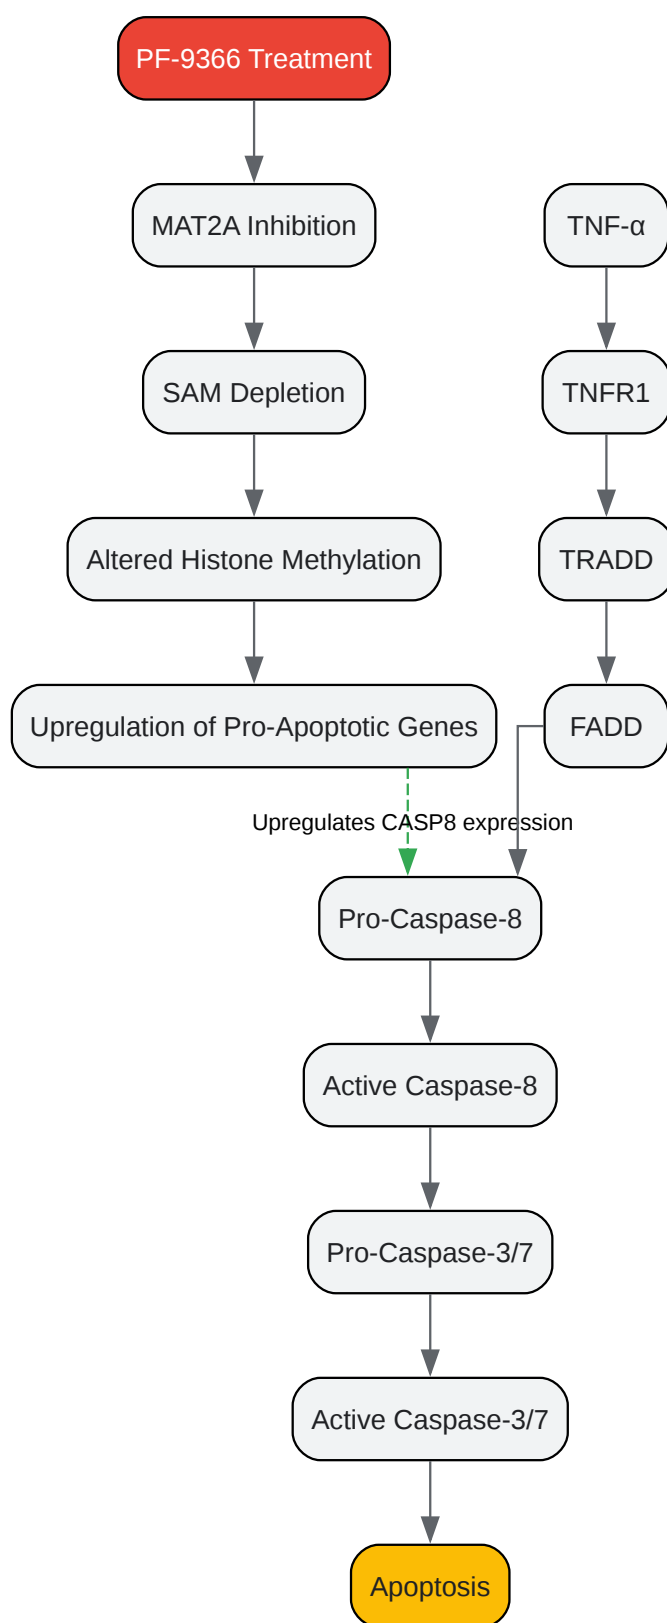 PF-9366 Treatment
MAT2A Inhibition
TNF-α
SAM Depletion
TNFR1
Altered Histone Methylation
TRADD
Upregulation of Pro-Apoptotic Genes
FADD
Upregulates CASP8 expression
Pro-Caspase-8
Active Caspase-8
Pro-Caspase-3/7
Active Caspase-3/7
Apoptosis